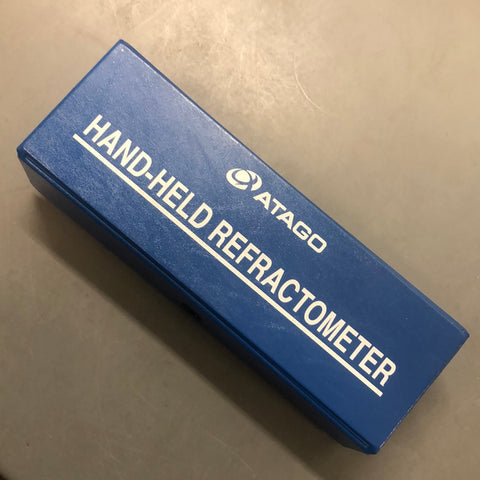 ATAGO
HAND-HELD REFRACTOMETER